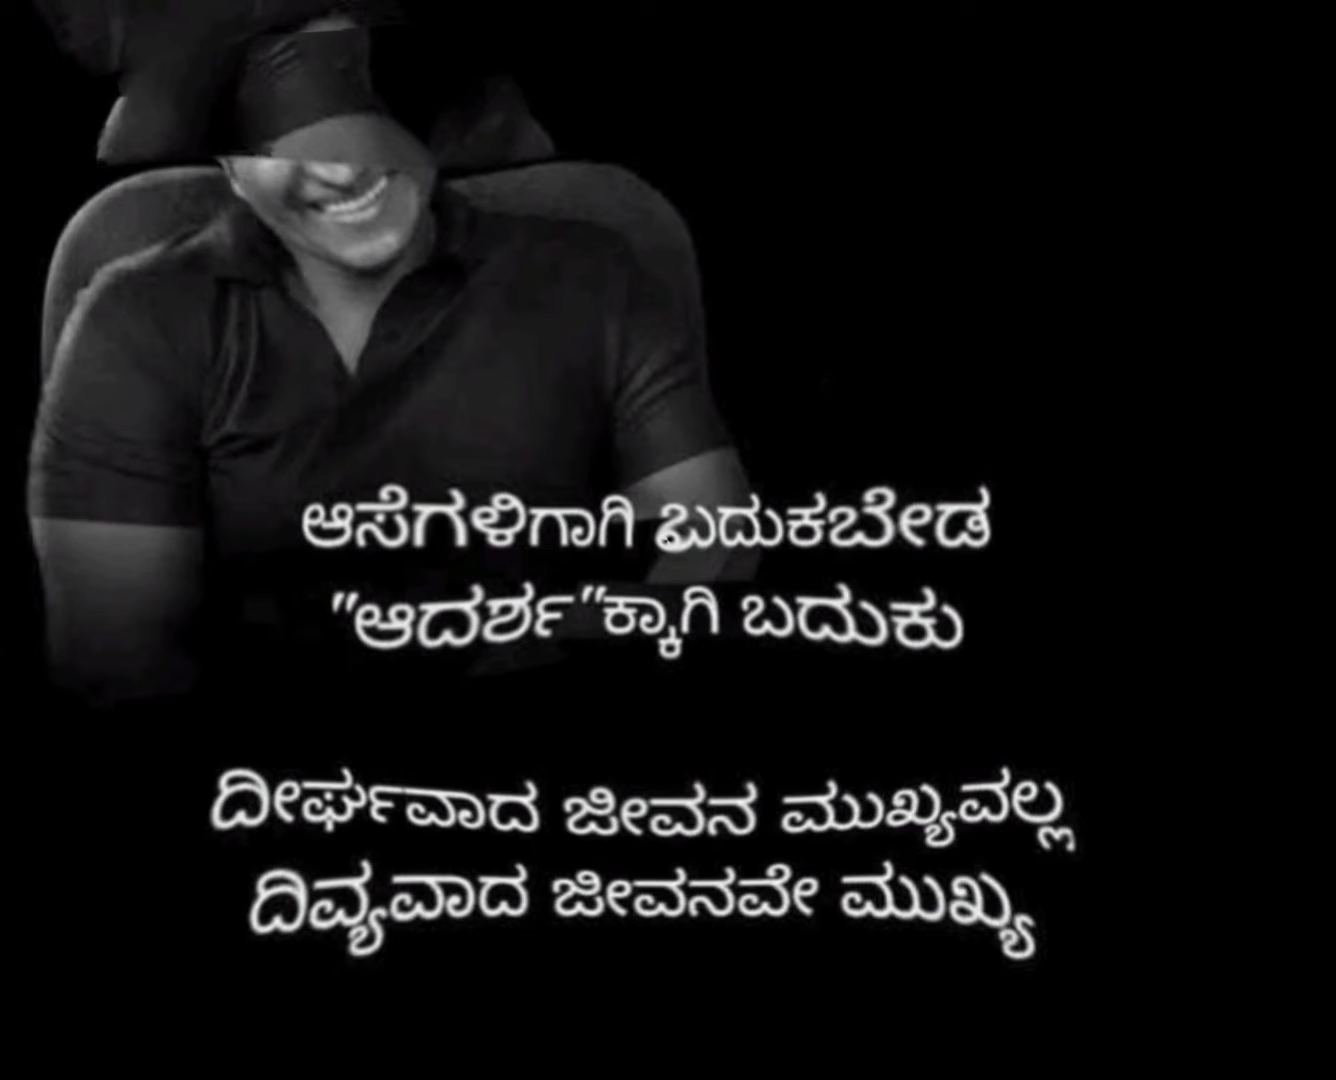 ಆಸೆಗಳಿಗಾಗಿ ಬದುಕಬೇಡ
"ಆದರ್ಶ"ಕ್ಕಾಗಿ ಬದುಕು
ದೀರ್ಘವಾದ ಜೀವನ ಮುಖ್ಯವಲ್ಲ
ದಿವ್ಯವಾದ ಜೀವನವೇ ಮುಖ್ಯ